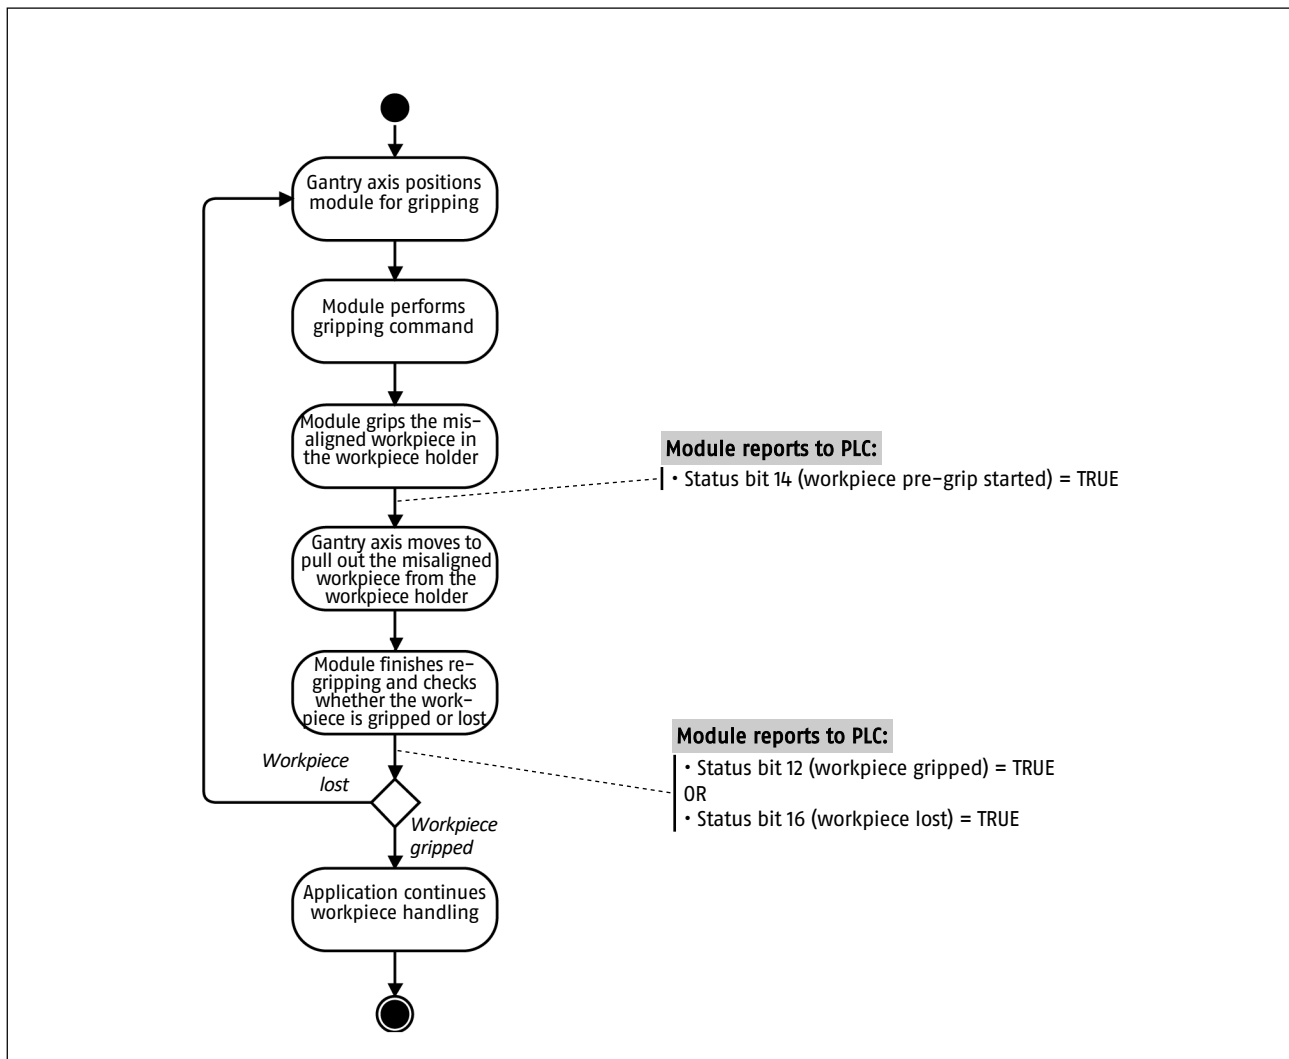 Gantry axis positions
module for gripping
Module performs
gripping command
Module grips the mis-
aligned workpiece in
the workpiece holder
Module reports to PLC:
• Status bit 14 (workpiece pre-grip started) = TRUE
Gantry axis moves to
pull out the misaligned
workpiece from the
workpiece holder
Module finishes re-
gripping and checks
whether the work-
piece is gripped or lost
Module reports to PLC:
• Status bit 12 (workpiece gripped) = TRUE
OR
• Status bit 16 (workpiece lost) = TRUE
Workpiece
lost
Workpiece
gripped
Application continues
workpiece handling